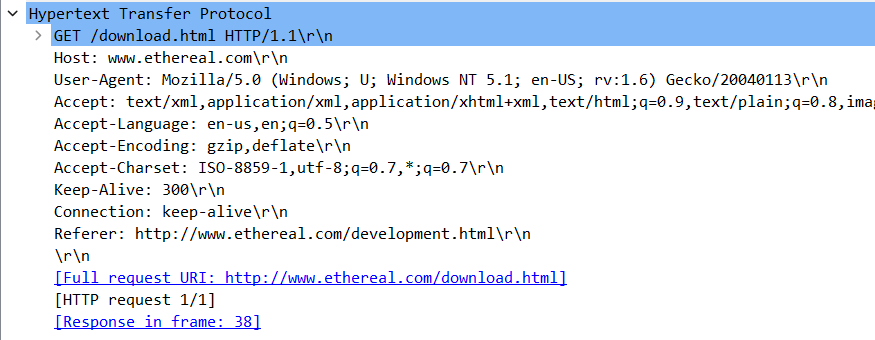 Hypertext Transfer Protocol
GET /download.html HTTP/1.1\r\n
Host: www.ethereal.com\r\n
User-Agent: Mozilla/5.0 (Windows; U; Windows NT 5.1; en-US; rv:1.6) Gecko/20040113\r\n
Accept: text/xml,application/xml,application/xhtml+xml,text/html;q=0.9,text/plain;q=0.8,imag
Accept-Language: en-us,en;q=0.5\r\n
Accept-Encoding: gzip,deflate\r\n
Accept-Charset: ISO-8859-1,utf-8;q=0.7,*;q=0.7\r\n
Keep-Alive: 300\r\n
Connection: keep-alive\r\n
Referer: http://www.ethereal.com/development.html\r\n
\r\n
[Full request URI: http://www.ethereal.com/download.html]
[HTTP request 1/1]
[Response in frame: 38]